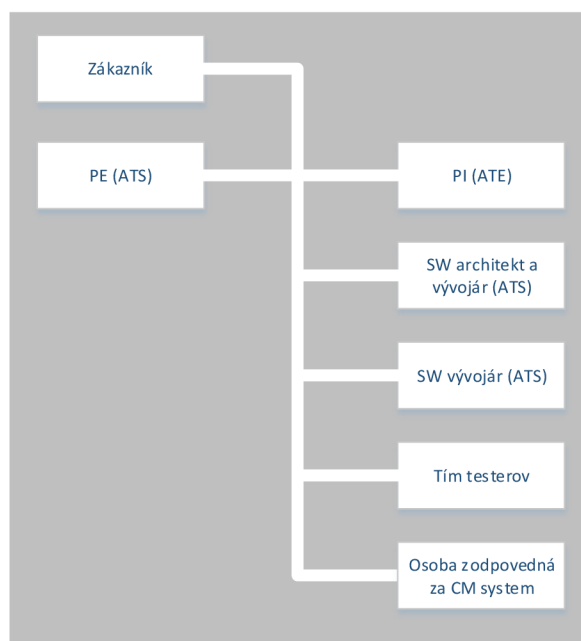 Zákazník
PE (ATS)
PI (ATE)
SW architekt a
vývojár (ATS)
SW vývojár (ATS)
Tím testerov
Osoba zodpovedná
za CM system